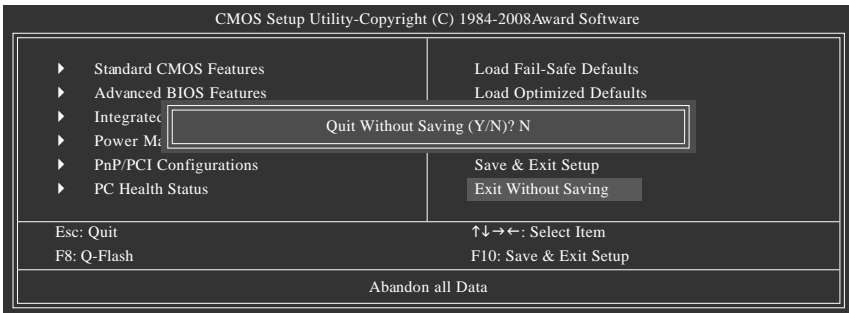 CMOS Setup Utility-Copyright (C) 1984-2008Award Software
Standard CMOS Features
Advanced BIOS Features
Integrated
Power Ma
PnP/PCI Configurations
PC Health Status
Load Fail-Safe Defaults
Load Optimized Defaults
Quit Without Saving (Y/N)? N
Save & Exit Setup
Exit Without Saving
Esc: Quit
↑↓→←: Select Item
F8: Q-Flash
F10: Save & Exit Setup
Abandon all Data